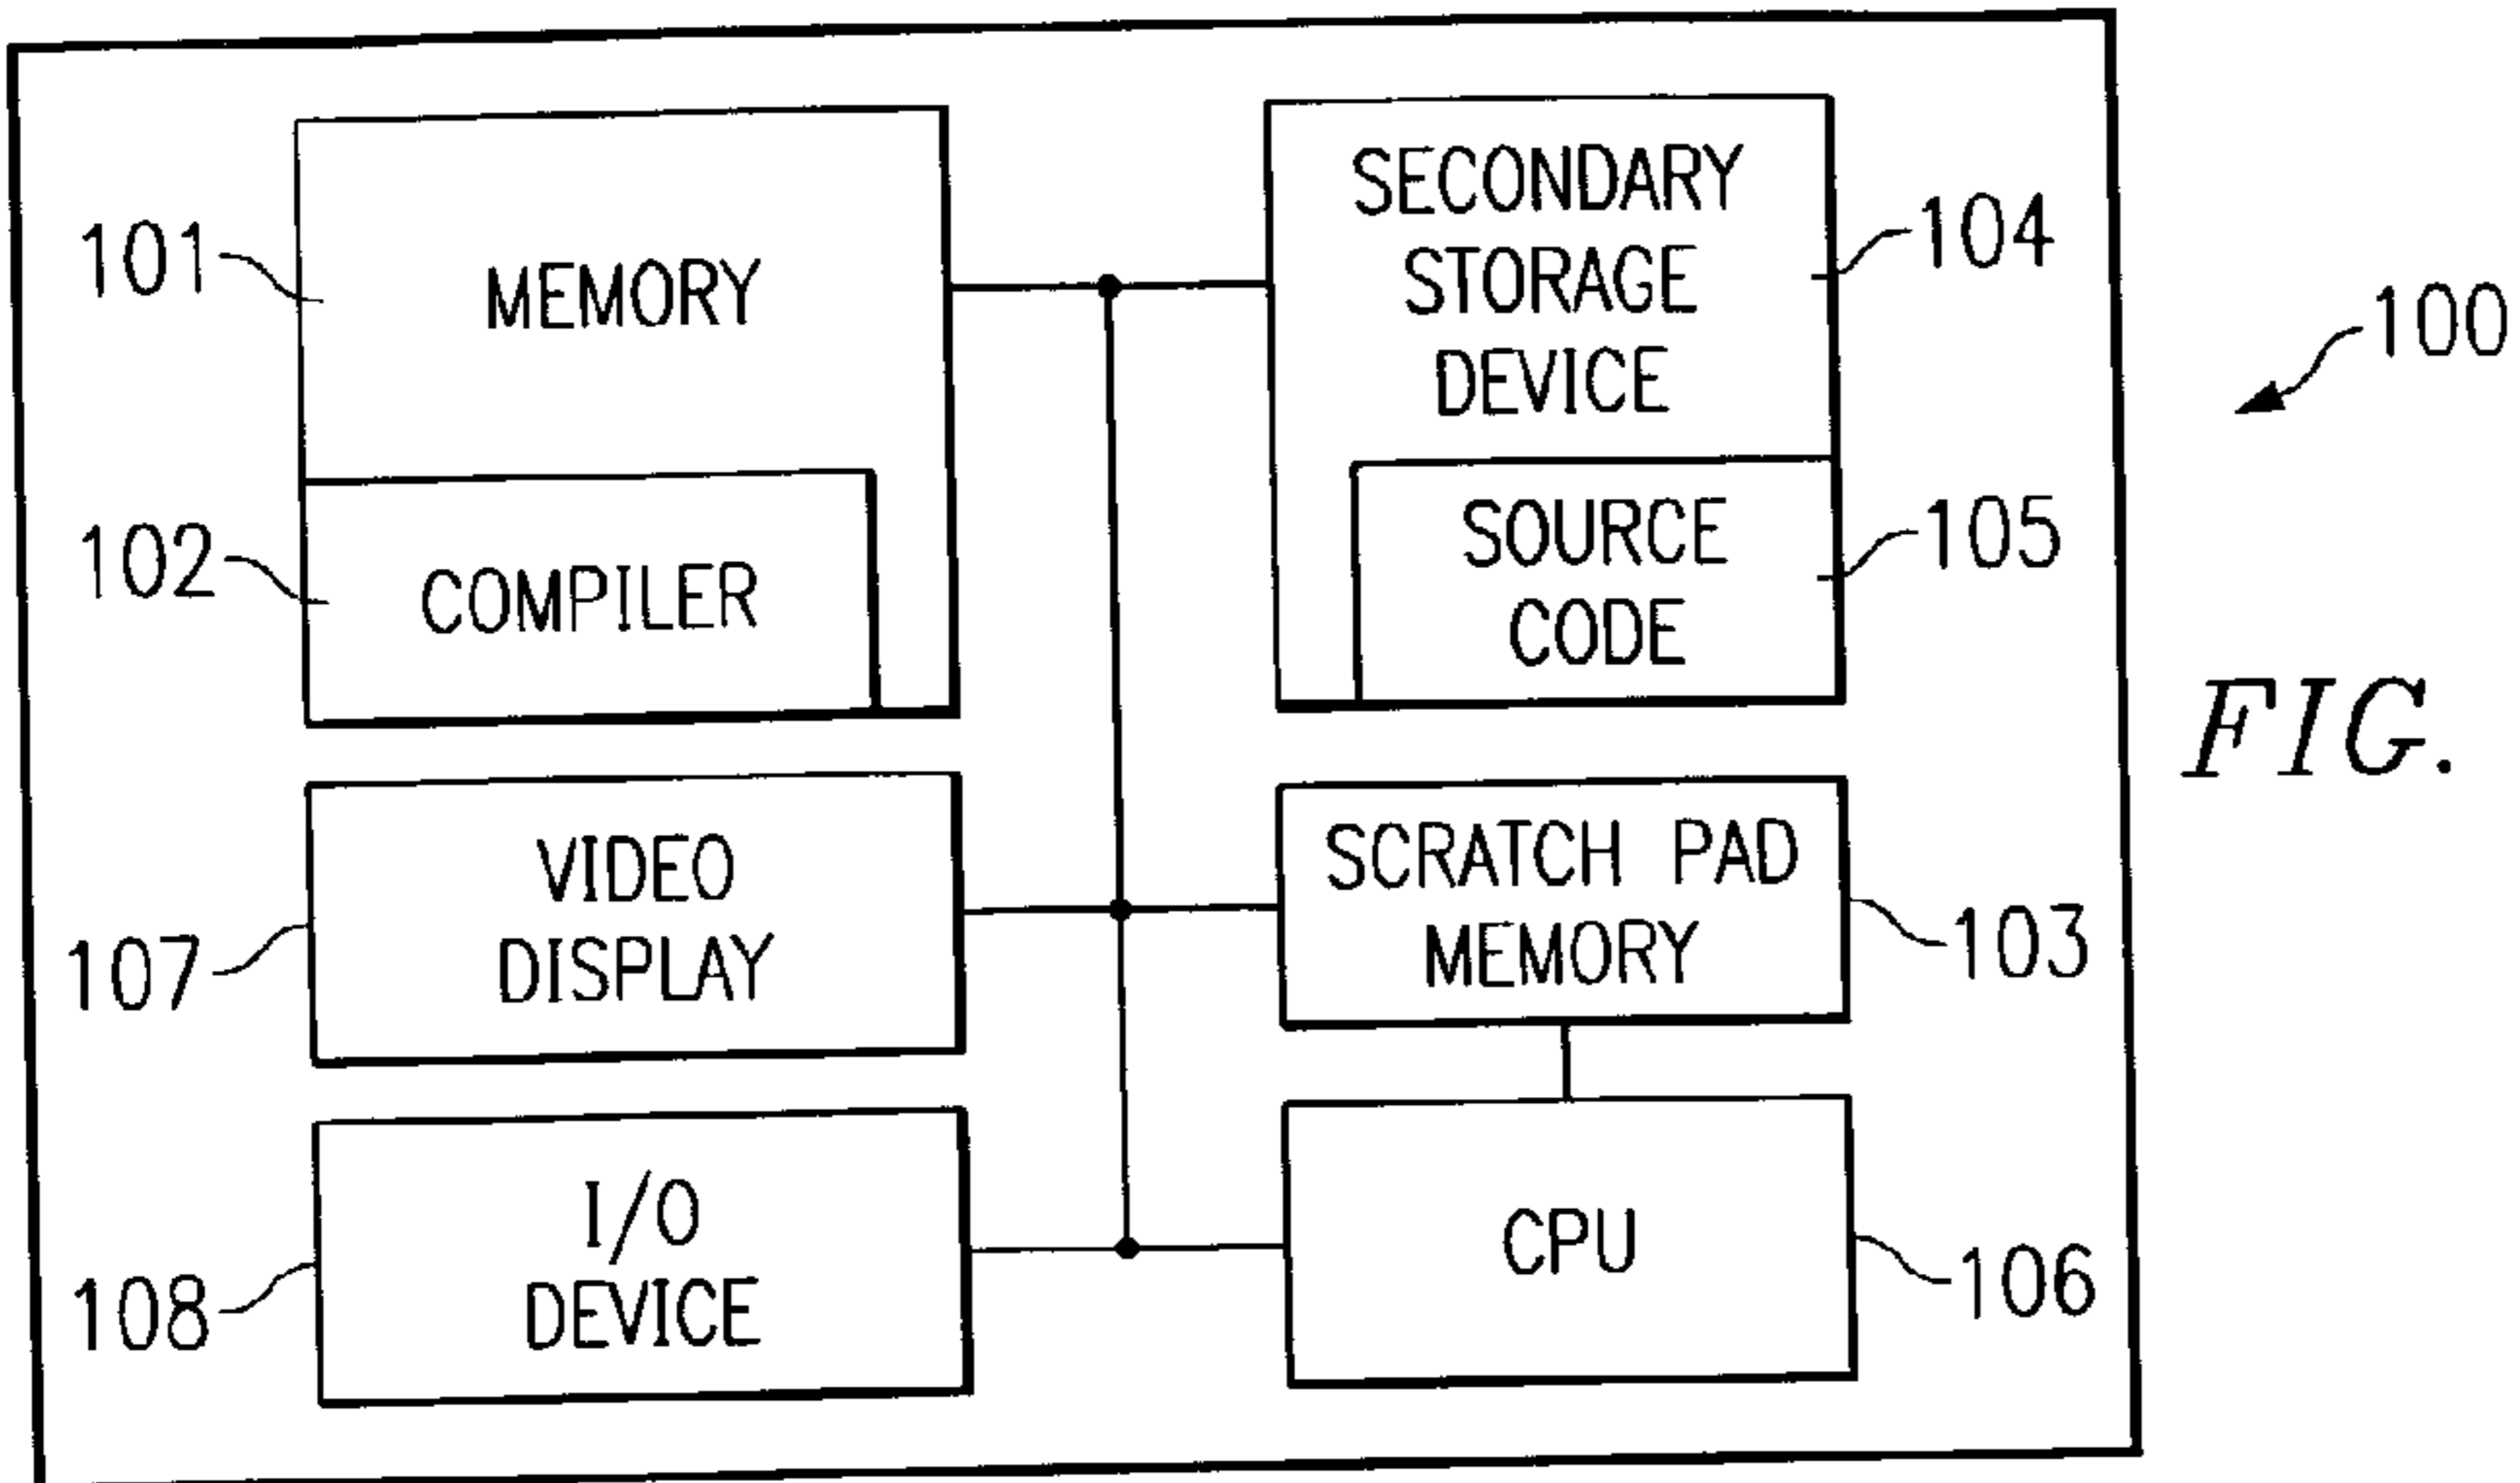 101
MEMORY
102
COMPILER
SECONDARY
STORAGE
DEVICE
104
SOURCE
CODE
105
100
FIG.
107
VIDEO
DISPLAY
SCRATCH PAD
MEMORY
103
108
I/O
DEVICE
CPU
106